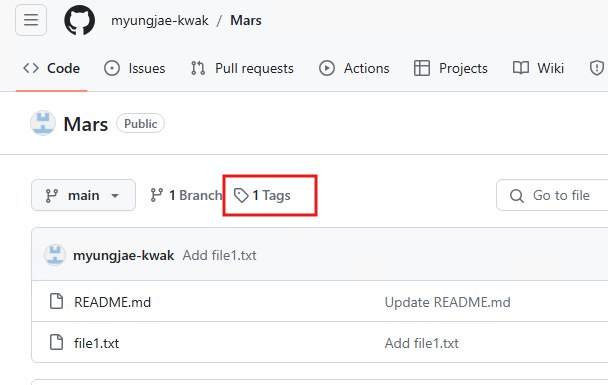 myungjae-kwak / Mars
Code Issues Pull requests Actions Projects Wiki
Mars Public
main 1 Branch 1 Tags Go to file
myungjae-kwak Add file1.txt
README.md Update README.md
file1.txt Add file1.txt